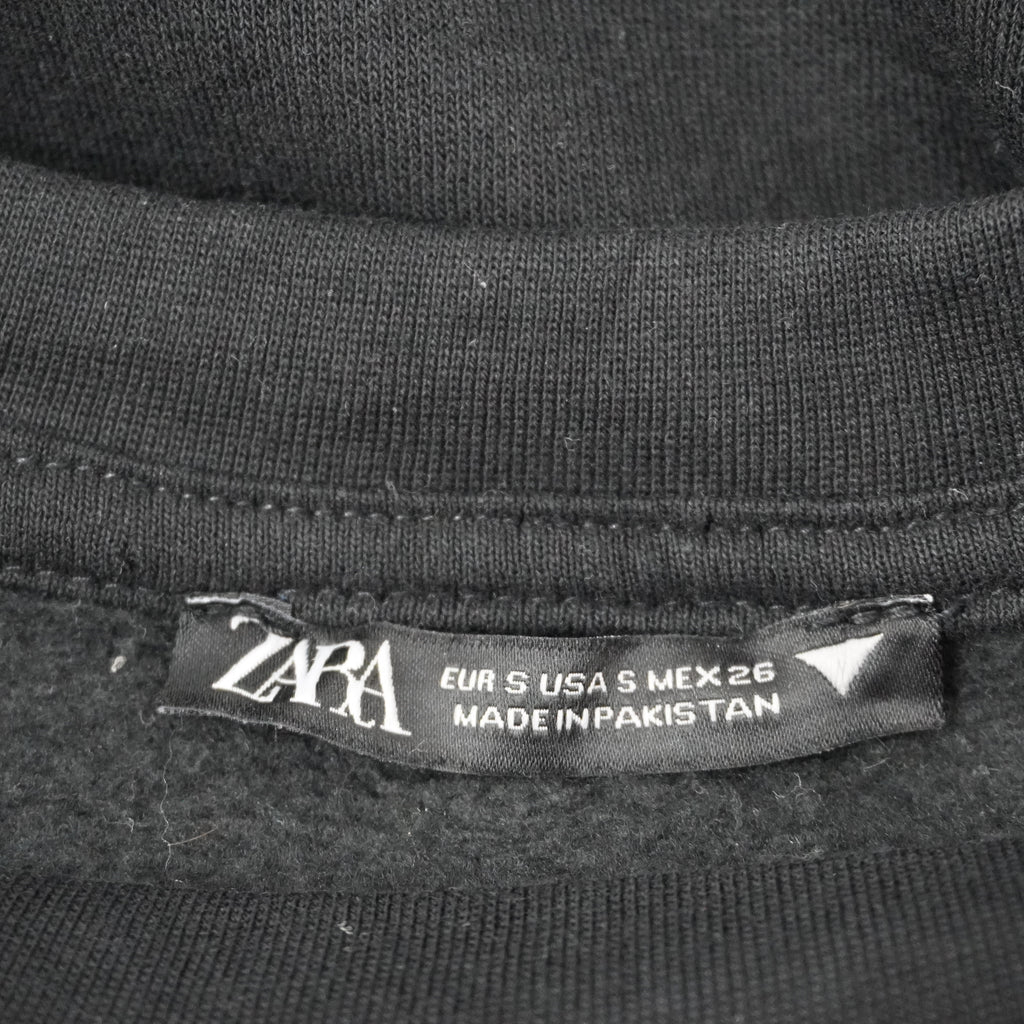 ZARA
EUR S USA S MEX 26
MADE IN PAKISTAN